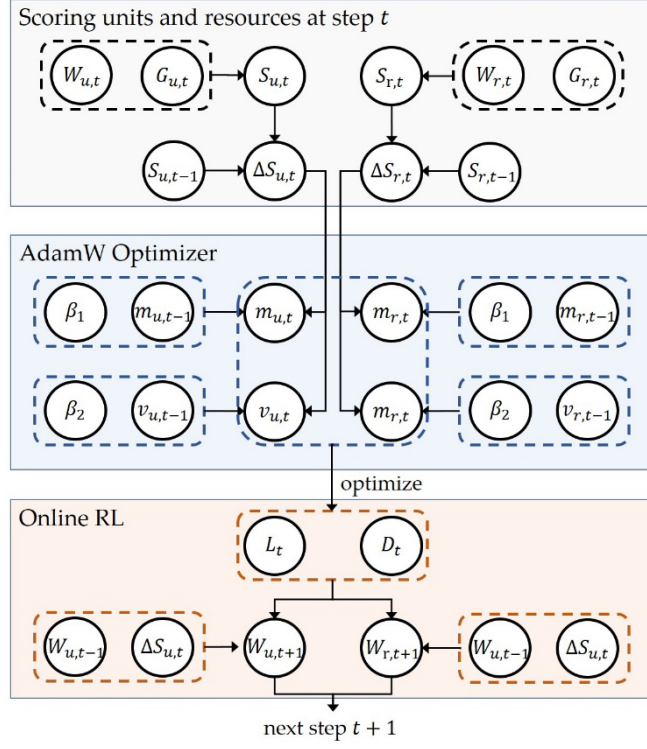 Scoring units and resources at step t
W_{u,t} G_{u,t} S_{u,t} S_{r,t} W_{r,t} G_{r,t}
S_{u,t−1} ΔS_{u,t} ΔS_{r,t} S_{r,t−1}
AdamW Optimizer
β_1 m_{u,t−1} m_{u,t} m_{r,t} β_1 m_{r,t−1}
β_2 v_{u,t−1} v_{u,t} m_{r,t} β_2 v_{r,t−1}
optimize
Online RL
L_t D_t
W_{u,t−1} ΔS_{u,t} W_{u,t+1} W_{r,t+1} W_{u,t−1} ΔS_{u,t}
next step t + 1